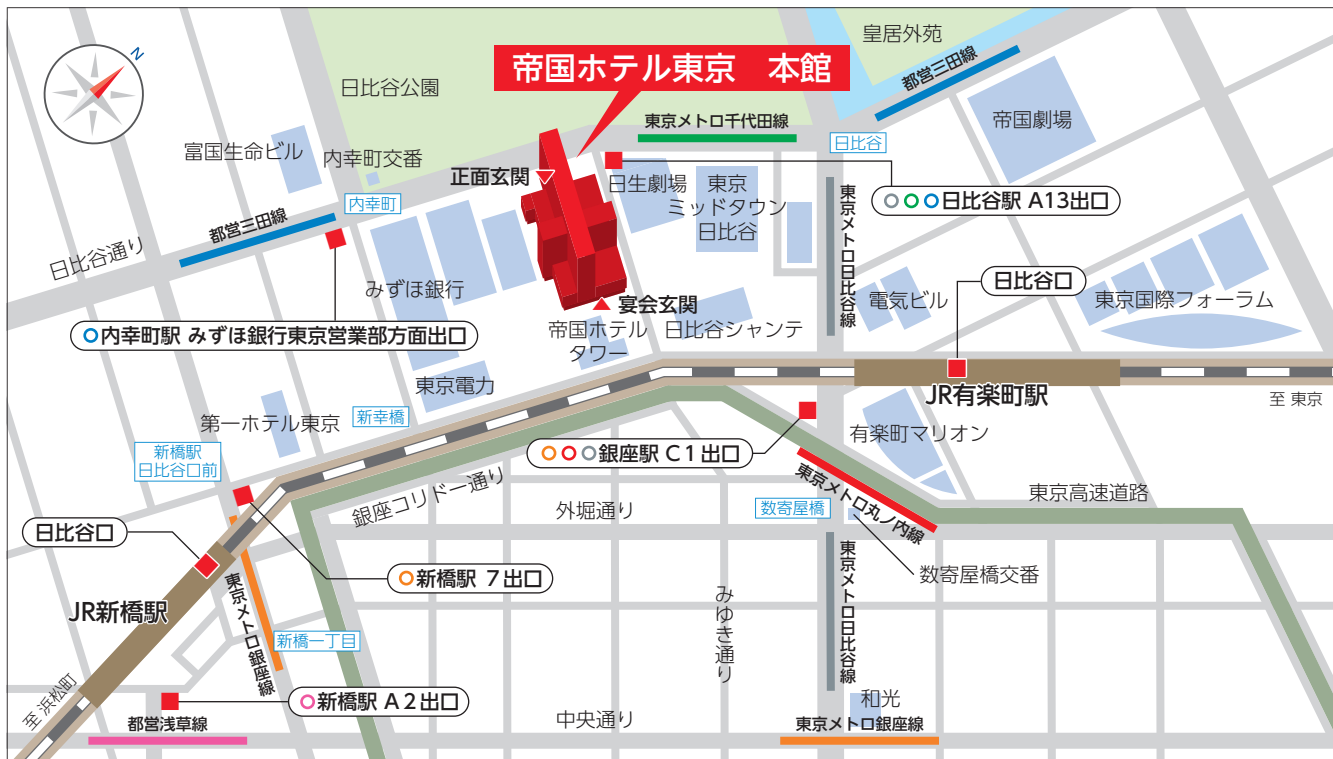 N
皇居外苑
帝国ホテル東京　本館
都営三田線
日比谷公園
帝国劇場
東京メトロ千代田線
日比谷
富国生命ビル
内幸町交番
正面玄関
日生劇場
東京
ミッドタウン
日比谷
東京メトロ日比谷線
日比谷駅 A13出口
内幸町
都営三田線
日比谷通り
みずほ銀行
宴会玄関
電気ビル
日比谷口
東京国際フォーラム
内幸町駅 みずほ銀行東京営業部方面出口
帝国ホテル
タワー
日比谷シャンテ
東京電力
JR有楽町駅
至 東京
第一ホテル東京
新幸橋
有楽町マリオン
新橋駅
日比谷口前
銀座駅 C1出口
銀座コリドー通り
外堀通り
数寄屋橋
東京メトロ丸ノ内線
東京高速道路
日比谷口
新橋駅 7出口
東京メトロ日比谷線
数寄屋橋交番
JR新橋駅
東京メトロ銀座線
新橋一丁目
みゆき通り
至 浜松町
新橋駅 A2出口
和光
都営浅草線
中央通り
東京メトロ銀座線